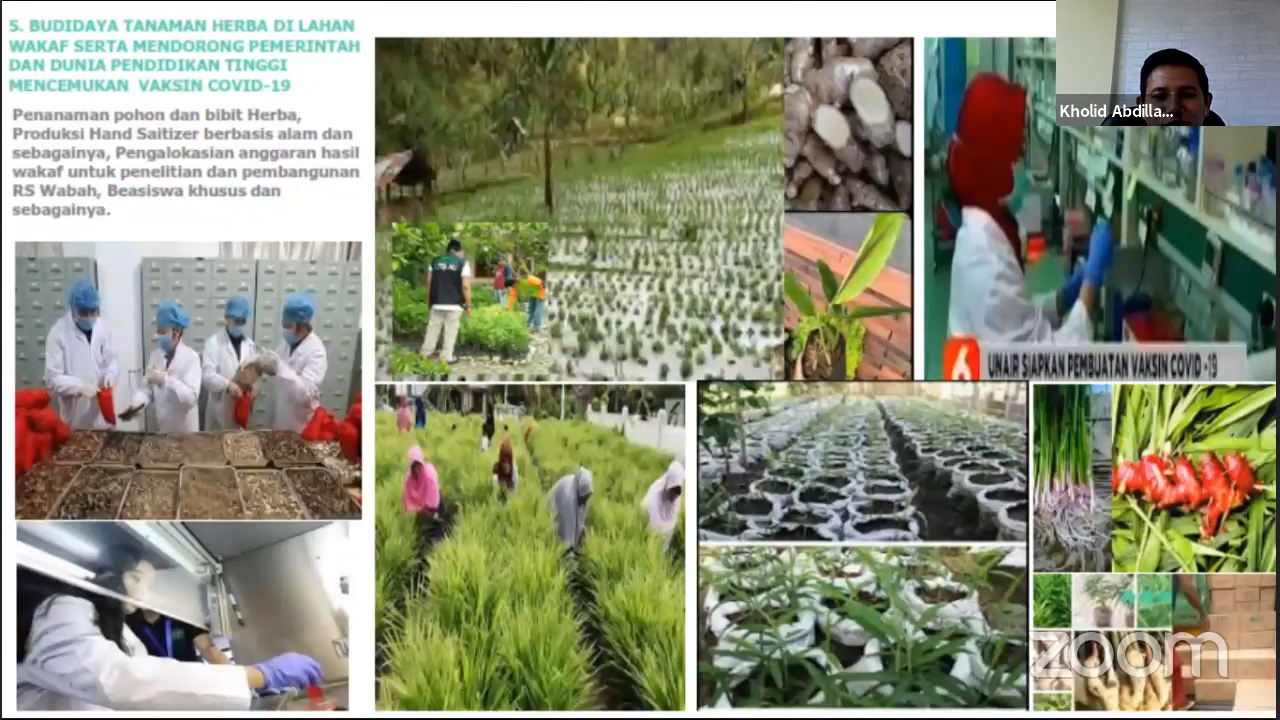 5. BUDIDAYA TANAMAN HERBA DI LAHAN
WAKAF SERTA MENDORONG PEMERINTAH
DAN DUNIA PENDIDIKAN TINGGI
MENCEMUKAN VAKSIN COVID-19
Penanaman pohon dan bibit Herba,
Produksi Hand Saitizer berbasis alam dan
sebagainya, Pengalokasian anggaran hasil
wakaf untuk penelitian dan pembangunan
RS Wabah, Beasiswa khusus dan
sebagainya.
Kholid Abdilla...
6 UNAIR SIAPKAN PEMBUATAN VAKSIN COVID-19
zoom